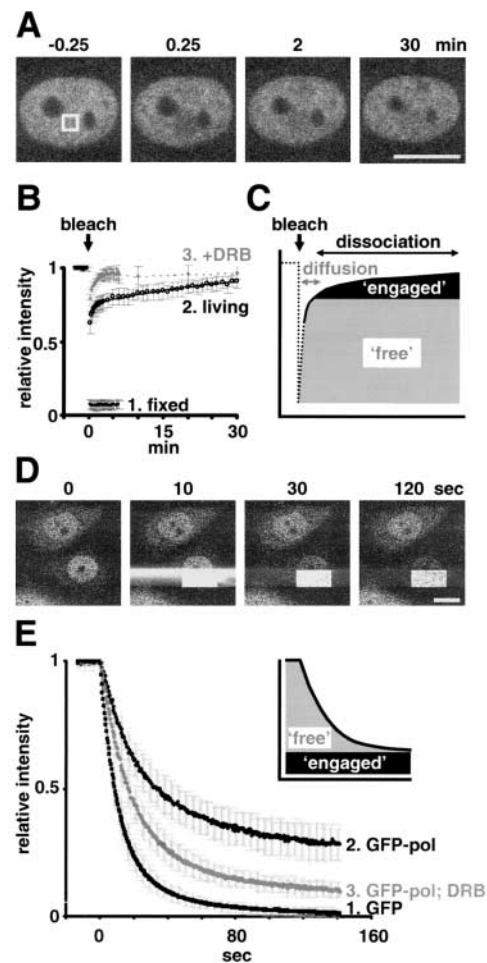 A
-0.25 0.25 2 30 min
B
bleach
3. +DRB
2. living
1. fixed
relative intensity
1
0.5
0
0 15 30
min
C
bleach
dissociation
diffusion
'engaged'
'free'
D
0 10 30 120 sec
E
relative intensity
1
0.5
0
0 80 160
sec
'free'
'engaged'
2. GFP-pol
3. GFP-pol; DRB
1. GFP